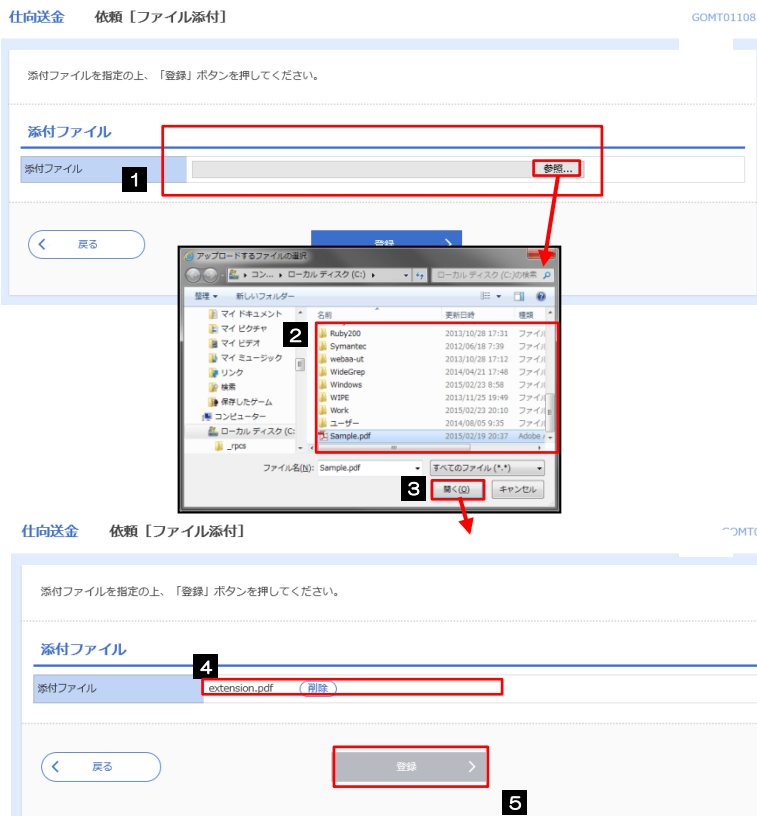 仕向送金 依頼［ファイル添付］ GOMT01108
添付ファイルを指定の上、「登録」ボタンを押してください。
添付ファイル
添付ファイル 参照...
1
戻る 登録
アップロードするファイルの選択
コン... ローカル ディスク (C:) ローカル ディスク (C:)の検索
整理 新しいフォルダー
名前 更新日時 種類
マイ ドキュメント
マイ ピクチャ
マイ ビデオ
マイ ミュージック
リンク
検索
保存したゲーム
コンピューター
ローカル ディスク (C:
_rpcs
2
Ruby200 2013/10/28 17:31 ファイル
Symantec 2012/06/18 7:39 ファイル
webaa-ut 2013/10/28 17:12 ファイル
WideGrep 2014/04/21 17:48 ファイル
Windows 2015/02/23 8:58 ファイル
WIPE 2013/11/25 19:49 ファイル
Work 2015/02/23 20:10 ファイル
ユーザー 2014/08/05 9:35 ファイル
Sample.pdf 2015/02/19 20:37 Adobe
ファイル名(N): Sample.pdf すべてのファイル (*.*)
3
開く(O) キャンセル
仕向送金 依頼［ファイル添付］
添付ファイルを指定の上、「登録」ボタンを押してください。
添付ファイル
4
添付ファイル extension.pdf 削除
戻る 登録
5